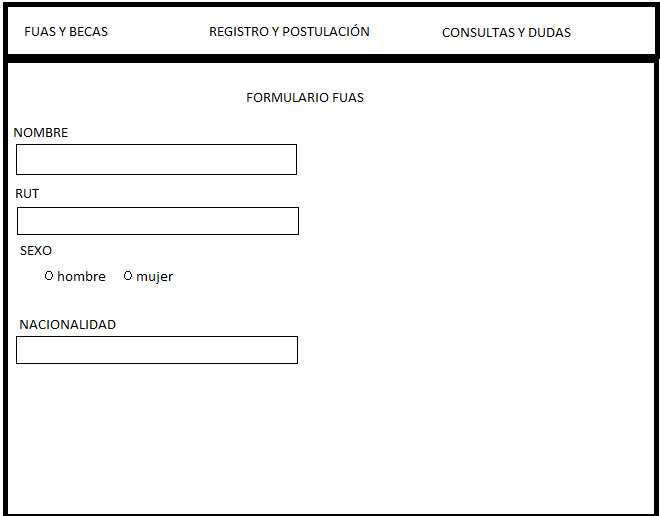 FUAS Y BECAS REGISTRO Y POSTULACIÓN CONSULTAS Y DUDAS
FORMULARIO FUAS
NOMBRE
RUT
SEXO
hombre mujer
NACIONALIDAD